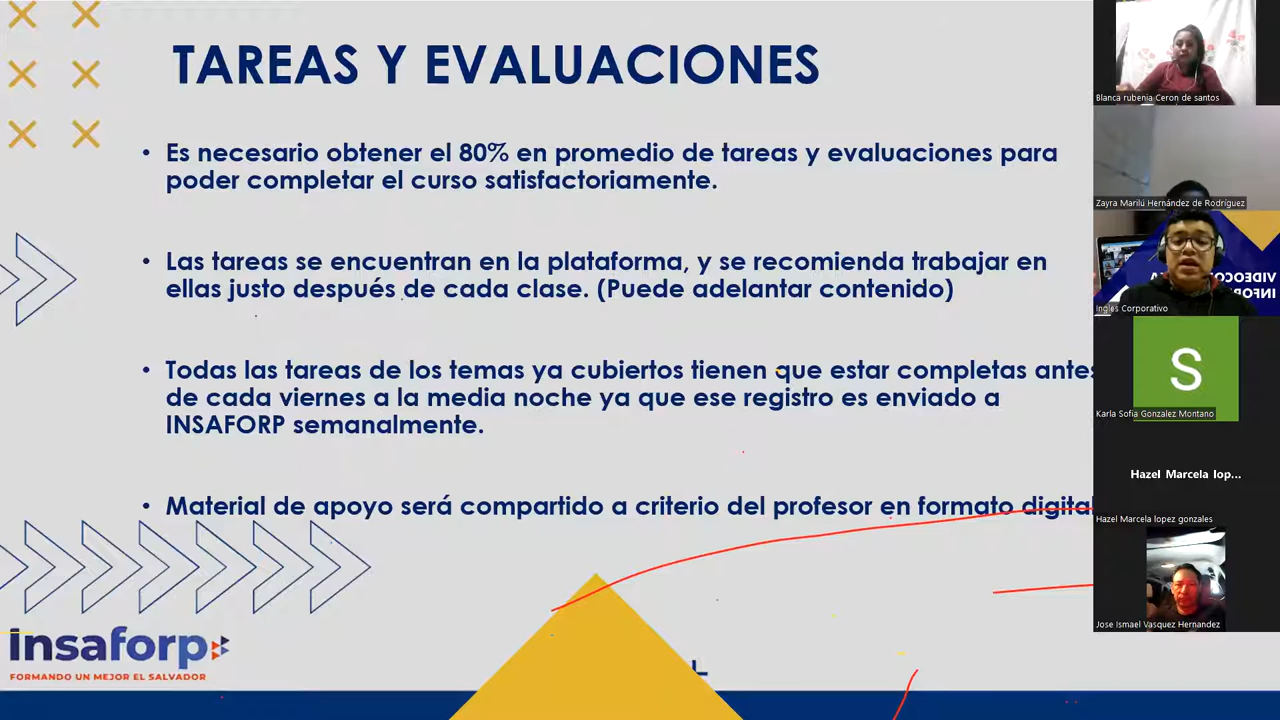 TAREAS Y EVALUACIONES
• Es necesario obtener el 80% en promedio de tareas y evaluaciones para
poder completar el curso satisfactoriamente.
• Las tareas se encuentran en la plataforma, y se recomienda trabajar en
ellas justo después de cada clase. (Puede adelantar contenido)
• Todas las tareas de los temas ya cubiertos tienen que estar completas antes
de cada viernes a la media noche ya que ese registro es enviado a
INSAFORP semanalmente.
• Material de apoyo será compartido a criterio del profesor en formato digital
insaforp
FORMANDO UN MEJOR EL SALVADOR
Blanca rubenia Ceron de santos
Zayra Marilú Hernández de Rodríguez
Ingles Corporativo
S
Karla Sofia Gonzalez Montano
Hazel Marcela lop...
Hazel Marcela lopez gonzales
Jose Ismael Vasquez Hernandez